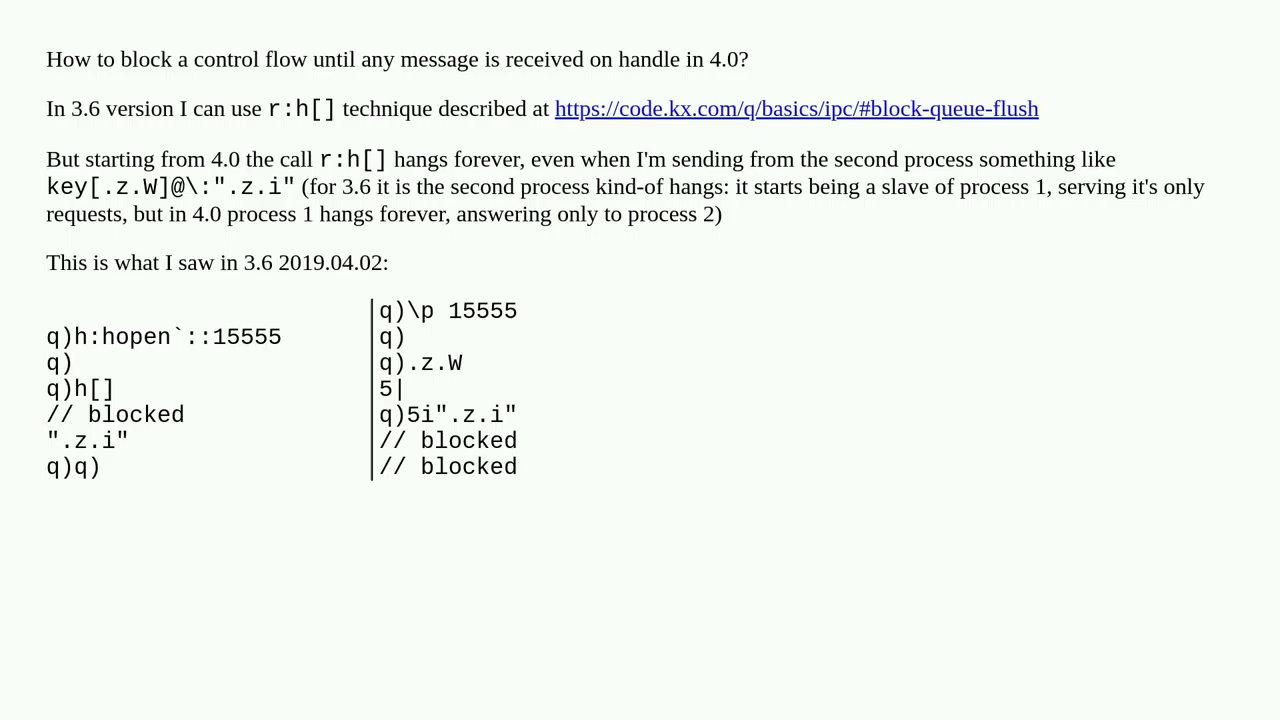 How to block a control flow until any message is received on handle in 4.0?
In 3.6 version I can use r:h[] technique described at https://code.kx.com/q/basics/ipc/#block-queue-flush
But starting from 4.0 the call r:h[] hangs forever, even when I'm sending from the second process something like
key[.z.W]@\:".z.i" (for 3.6 it is the second process kind-of hangs: it starts being a slave of process 1, serving it's only
requests, but in 4.0 process 1 hangs forever, answering only to process 2)
This is what I saw in 3.6 2019.04.02:
                       |q)\p 15555
q)h:hopen`::15555      |q)
q)                     |q).z.W
q)h[]                  |5|
// blocked             |q)5i".z.i"
".z.i"                 |// blocked
q)q)                   |// blocked